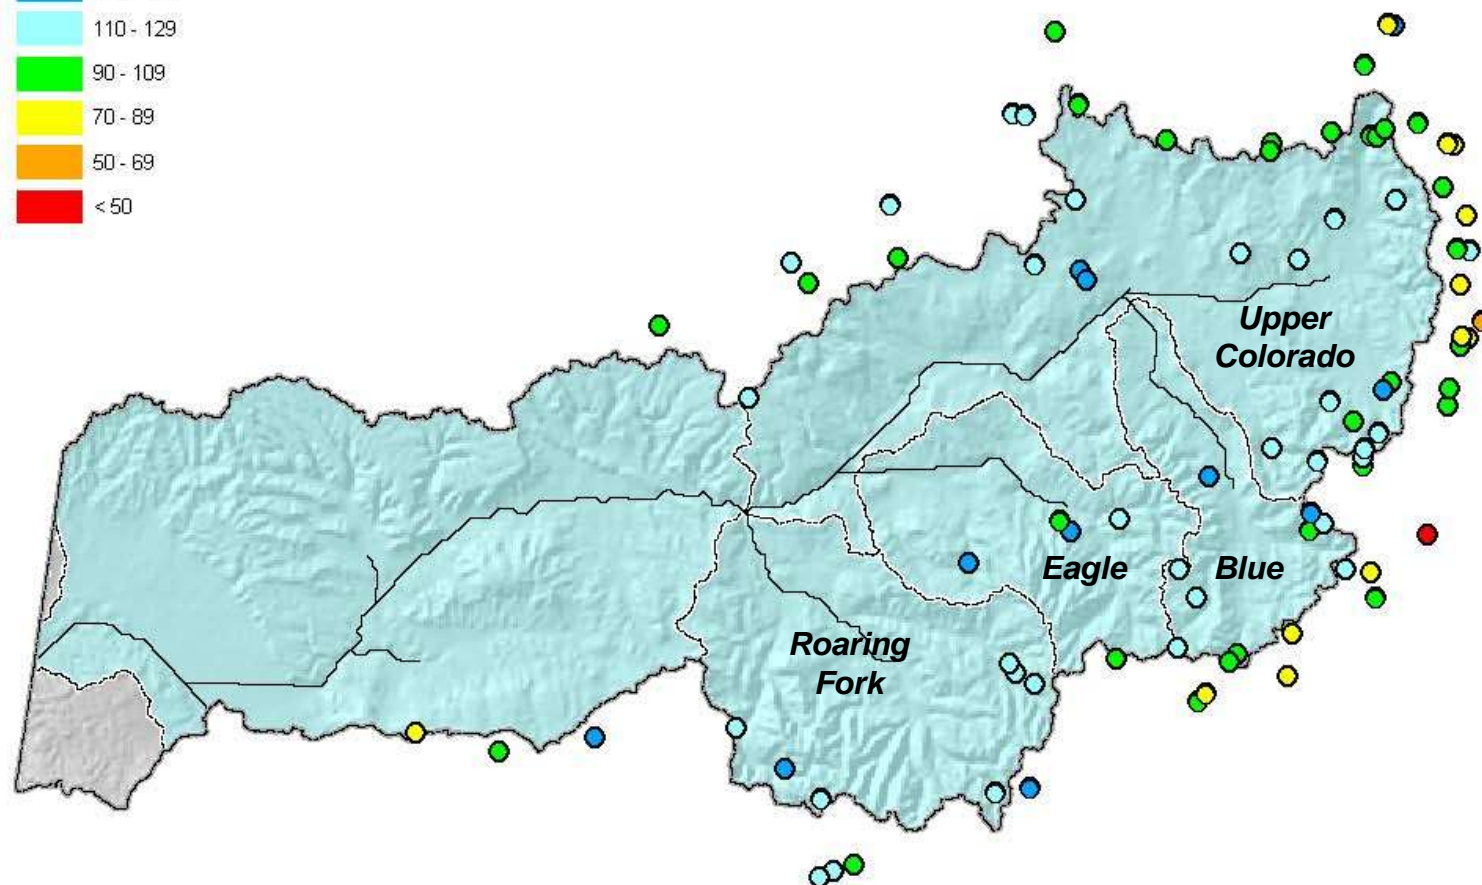 110 - 129
90 - 109
70 - 89
50 - 69
< 50
Upper
Colorado
Eagle
Blue
Roaring
Fork